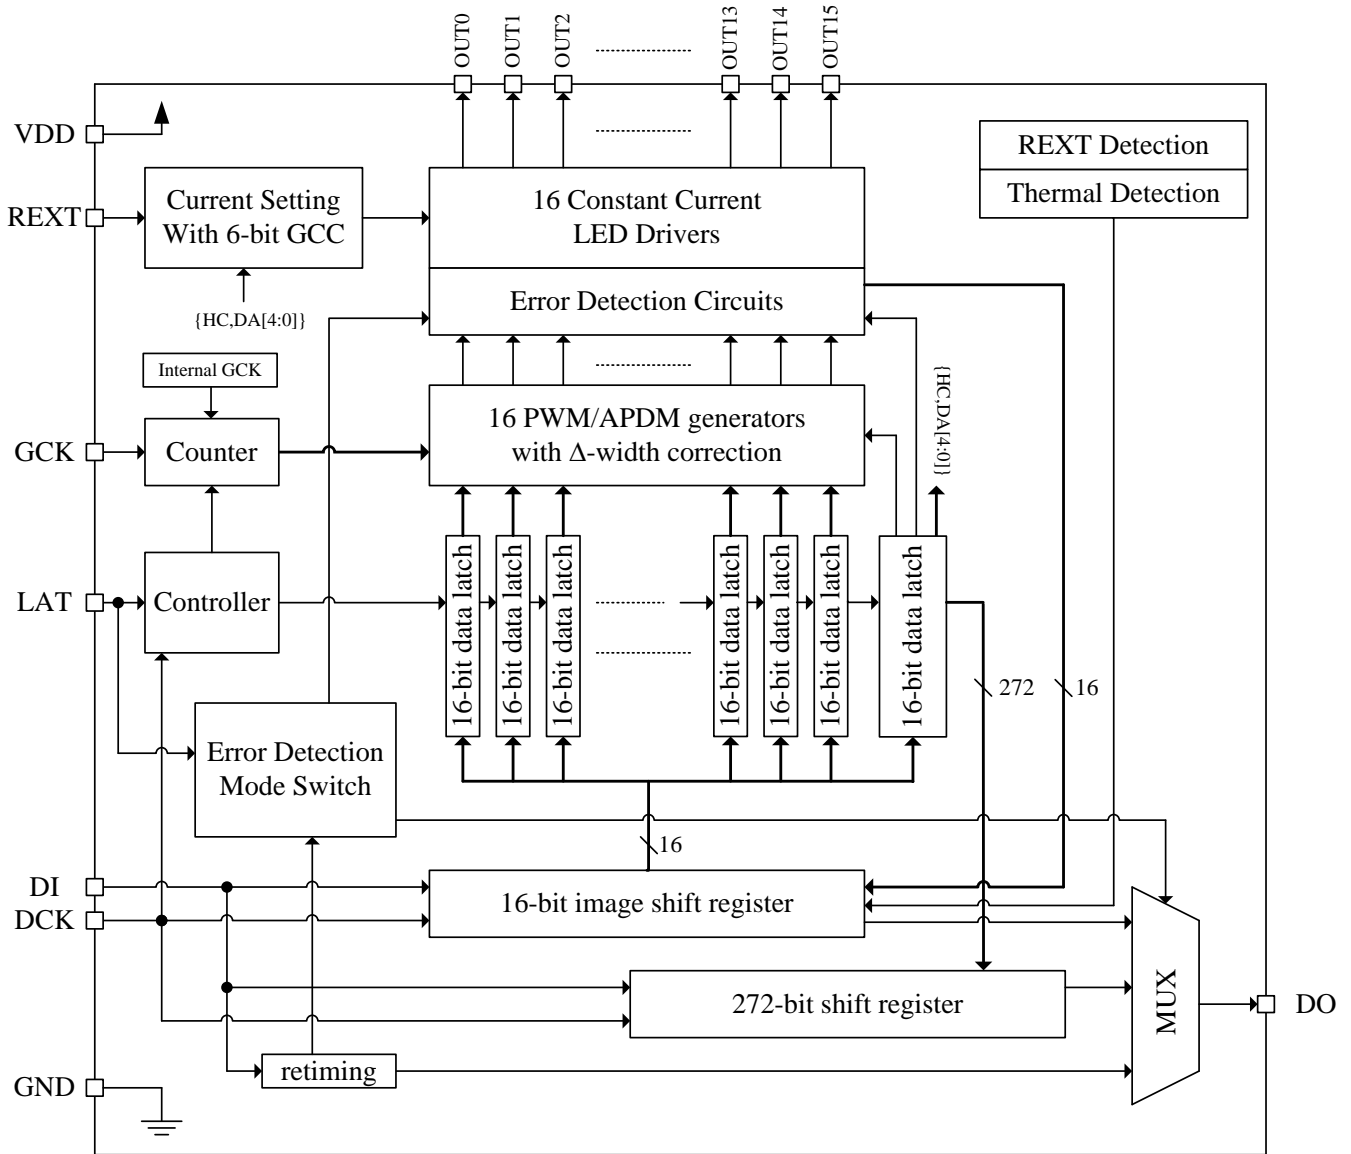 OUT0
OUT1
OUT2
OUT13
OUT14
OUT15
VDD
REXT Detection
Thermal Detection
REXT
Current Setting
With 6-bit GCC
16 Constant Current
LED Drivers
Error Detection Circuits
{HC,DA[4:0]}
Internal GCK
{HC,DA[4:0]}
GCK
Counter
16 PWM/APDM generators
with Δ-width correction
LAT
Controller
16-bit data latch
16-bit data latch
16-bit data latch
16-bit data latch
16-bit data latch
16-bit data latch
16-bit data latch
272
16
Error Detection
Mode Switch
16
DI
DCK
16-bit image shift register
272-bit shift register
MUX
DO
retiming
GND